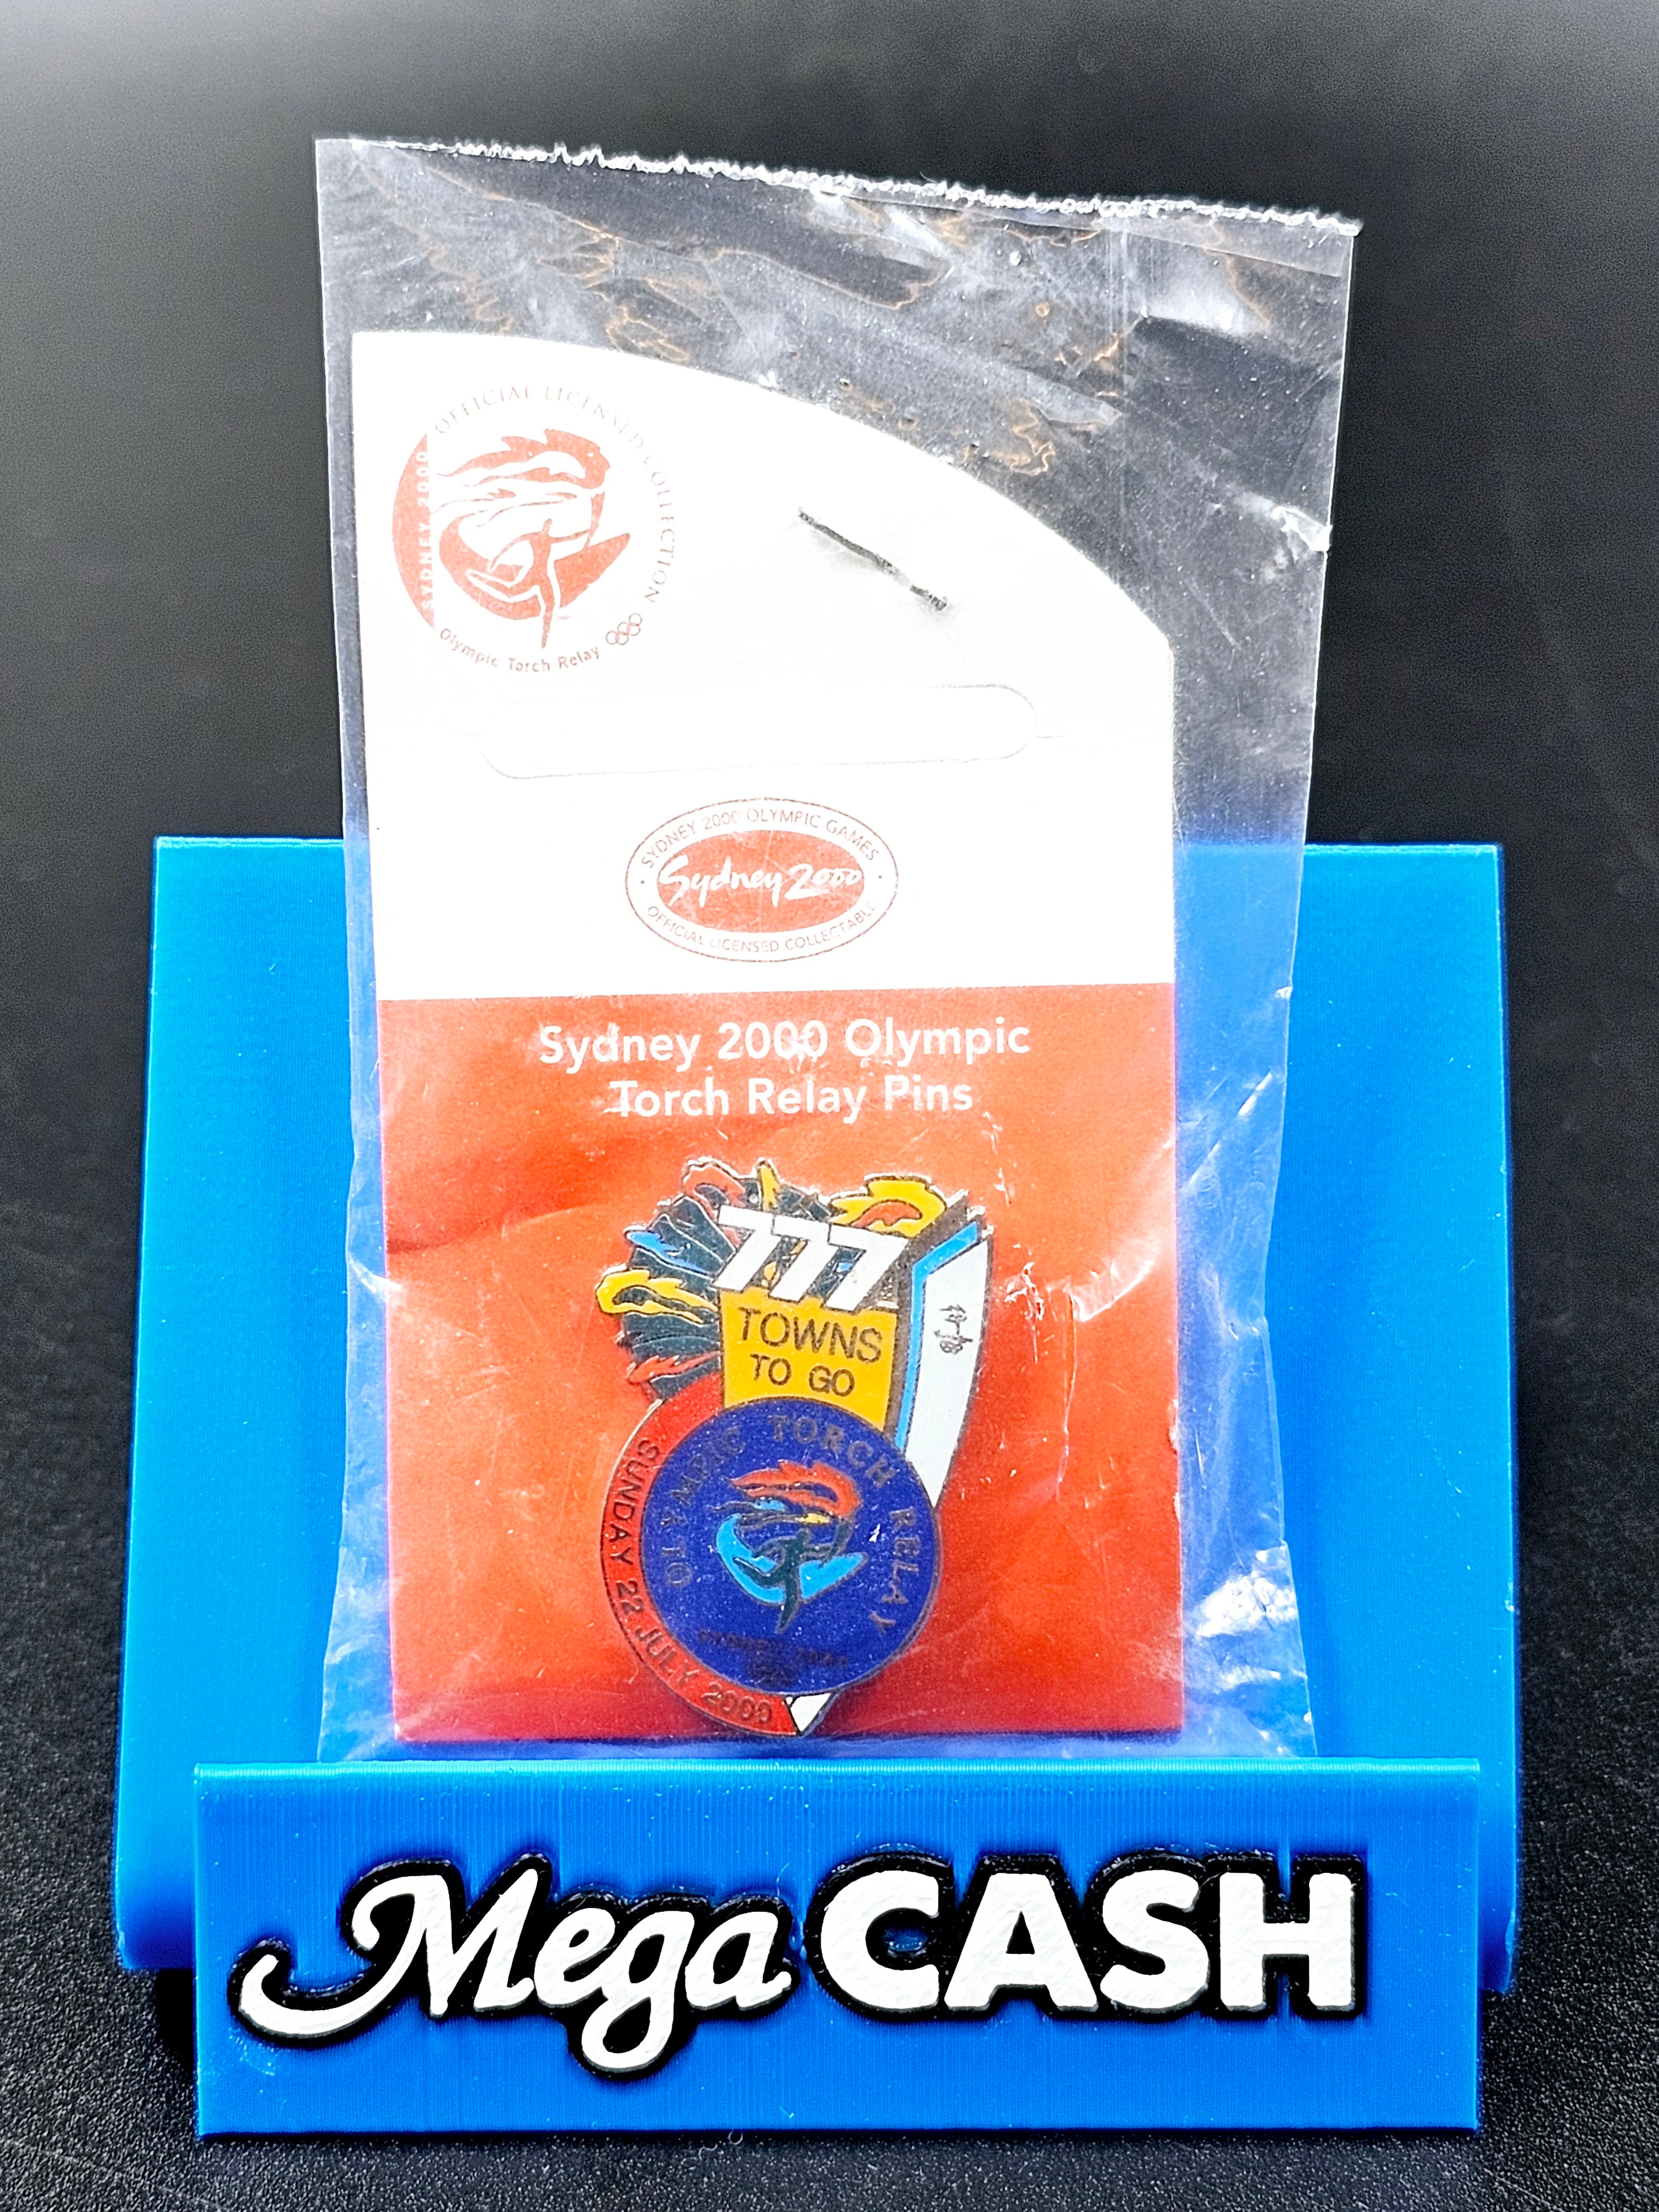 OFFICIAL LICENSED COLLECTION
SYDNEY 2000
Olympic Torch Relay
SYDNEY 2000 OLYMPIC GAMES
Sydney 2000
OFFICIAL LICENSED COLLECTABLE
Sydney 2000 Olympic
Torch Relay Pins
777
TOWNS
TO GO
OLYMPIC TORCH RELAY
SUNDAY 22 JULY 2000
Mega CASH